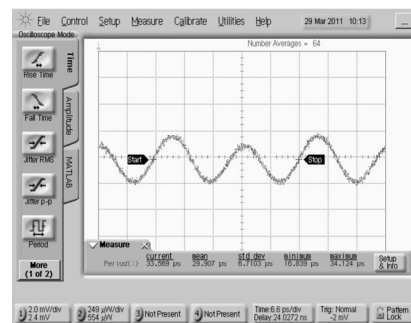 File Control Setup Measure Calibrate Utilities Help 29 Mar 2011 10:13
Oscilloscope Mode
Number Averages = 64
Time
Rise Time
Amplitude
Fall Time
Start
Stop
Jitter RMS
MATLAB
Jitter p-p
Period
Measure
current mean std dev minimum maximum
Period( ) 33.569 ps 29.907 ps 6.7103 ps 16.839 ps 34.124 ps
Setup
& Info
More
(1 of 2)
1 2.0 mV/div
2.4 mV
2 249 µW/div
554 µW
3 Not Present
4 Not Present
Time:6.6 ps/div
Delay:24.0272 ns
Trig: Normal
-2 mV
Pattern
Lock